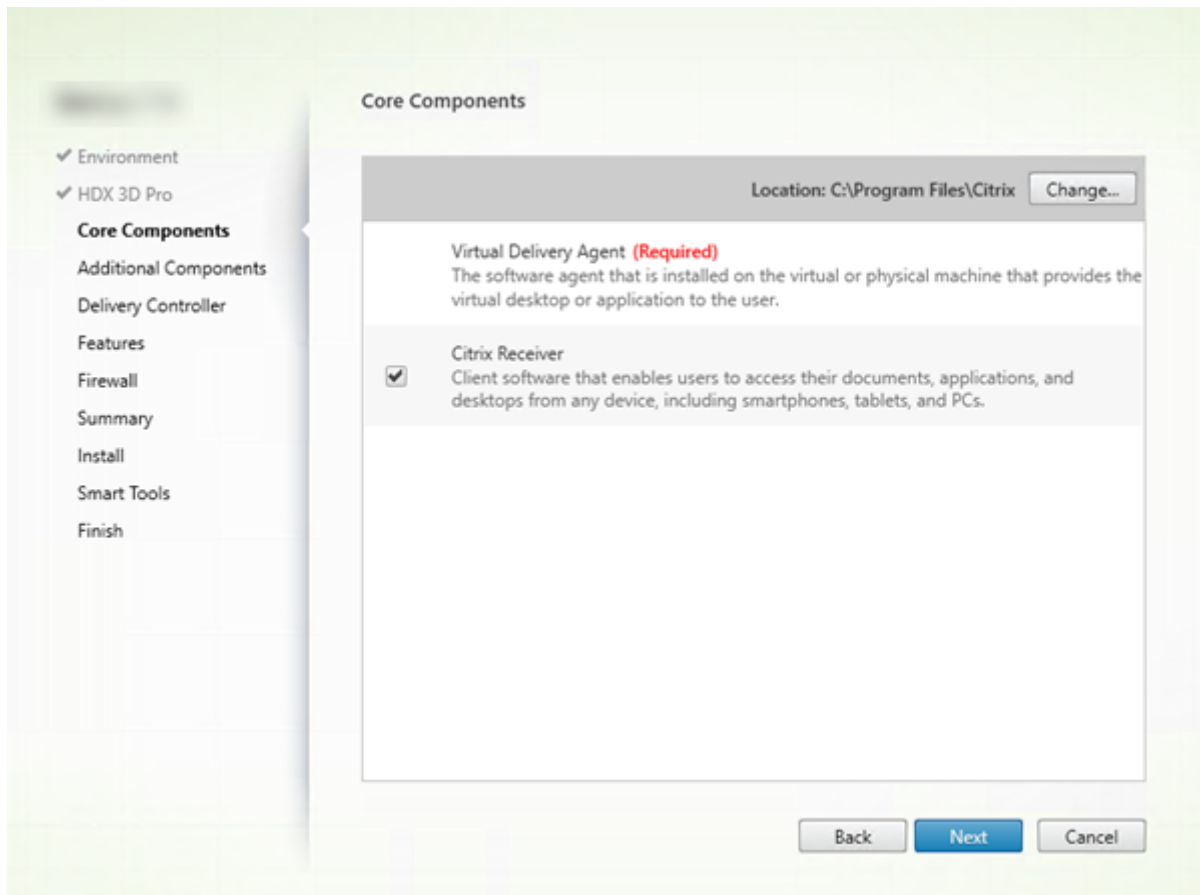 Core Components
Environment
HDX 3D Pro
Core Components
Additional Components
Delivery Controller
Features
Firewall
Summary
Install
Smart Tools
Finish
Location: C:\Program Files\Citrix
Change...
Virtual Delivery Agent (Required)
The software agent that is installed on the virtual or physical machine that provides the
virtual desktop or application to the user.
Citrix Receiver
Client software that enables users to access their documents, applications, and
desktops from any device, including smartphones, tablets, and PCs.
Back
Next
Cancel